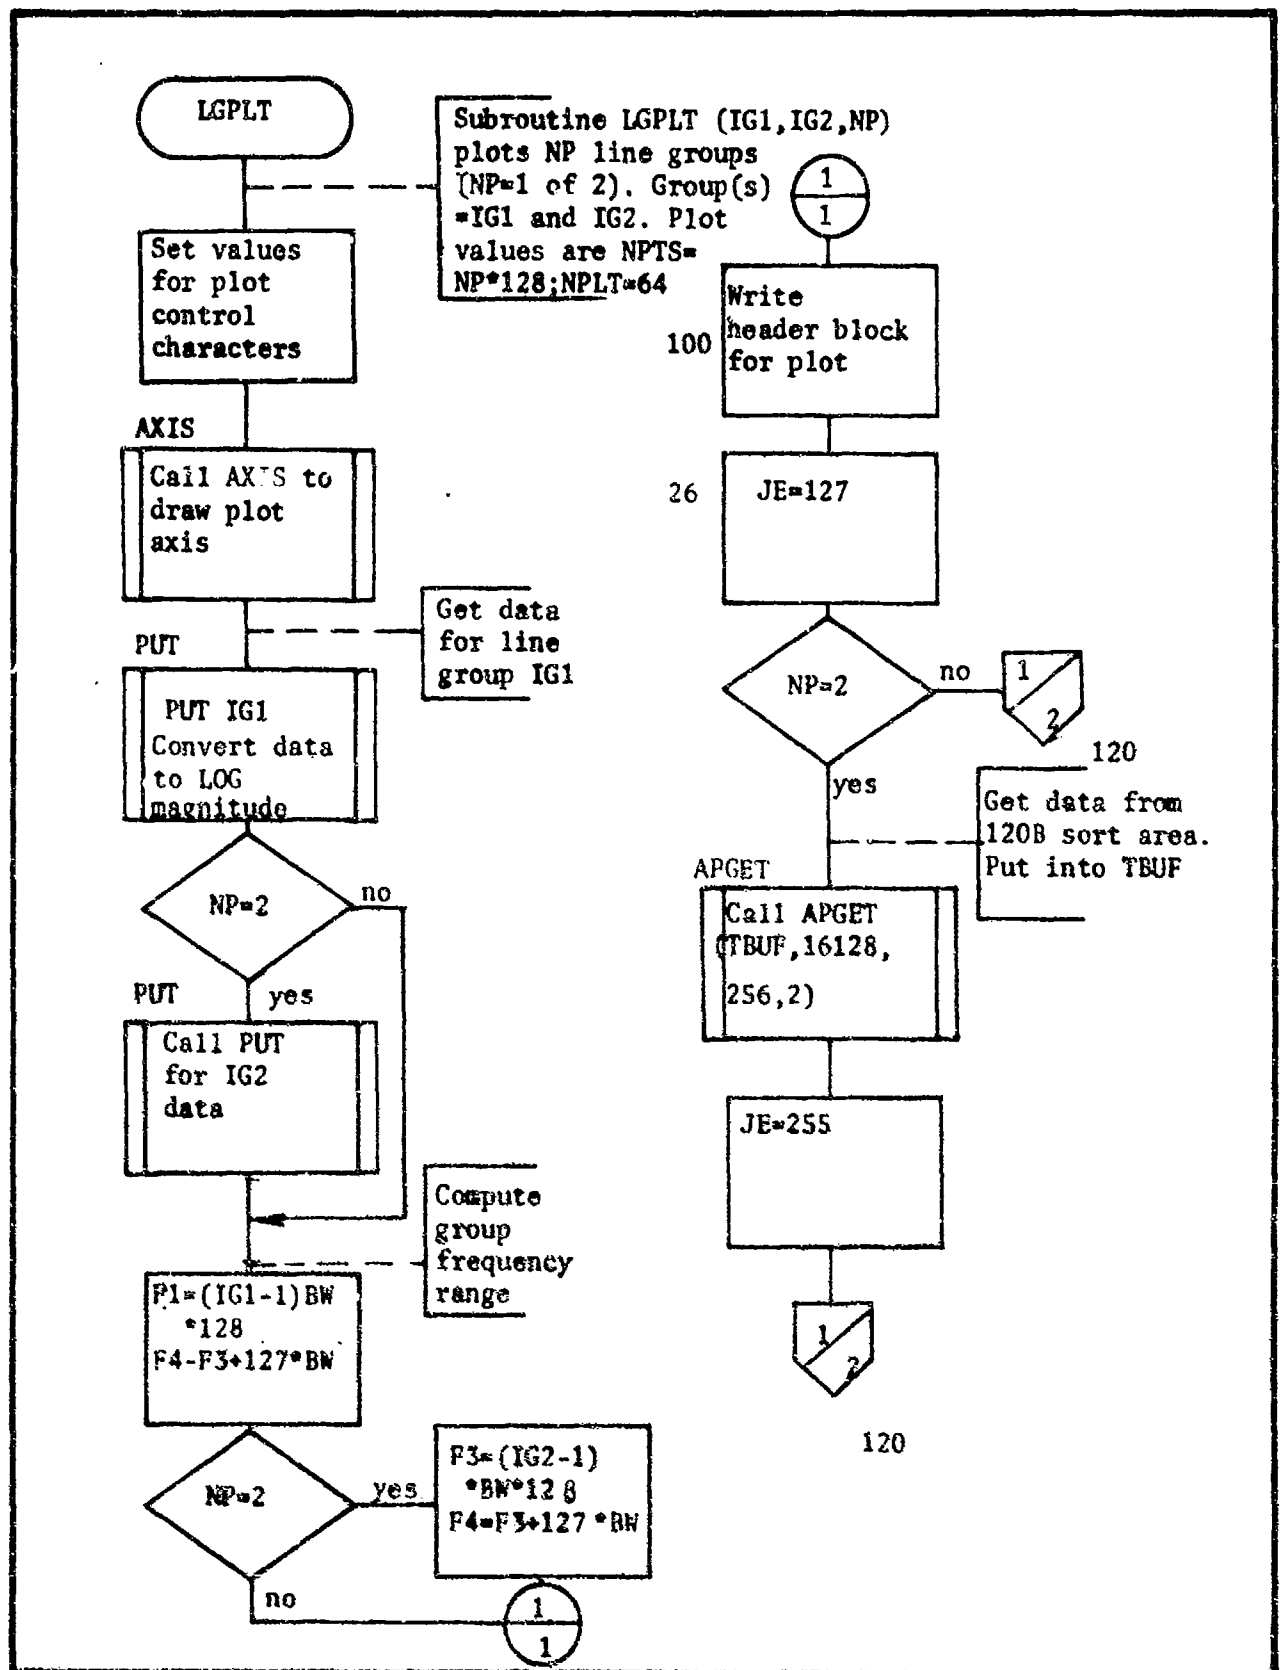 LGPLT
Subroutine LGPLT (IG1,IG2,NP)
plots NP line groups
(NP=1 of 2). Group(s)
=IG1 and IG2. Plot
values are NPTS=
NP*128;NPLT=64
Set values
for plot
control
characters
AXIS
Call AXIS to
draw plot
axis
Get data
for line
group IG1
PUT
PUT IG1
Convert data
to LOG
magnitude
NP=2
no
yes
PUT
Call PUT
for IG2
data
Compute
group
frequency
range
F1=(IG1-1)BW
*128
F4-F3+127*BW
NP=2
yes
no
F3=(IG2-1)
*BW*128
F4=F3+127*BW
1
1
1
1
Write
header block
for plot
100
26
JE=127
NP=2
no
1
2
120
yes
Get data from
120B sort area.
Put into TBUF
APGET
Call APGET
(TBUF,16128,
256,2)
JE=255
1
2
120